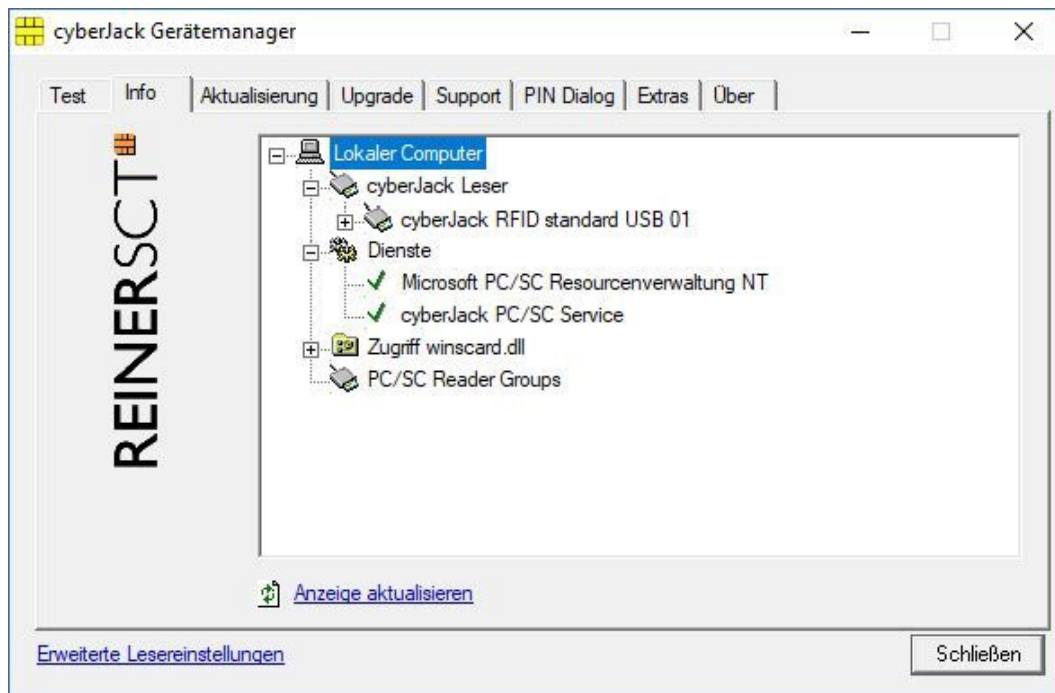 cyberJack Gerätemanager
Test Info Aktualisierung Upgrade Support PIN Dialog Extras Über
REINERSCT
Lokaler Computer
cyberJack Leser
cyberJack RFID standard USB 01
Dienste
Microsoft PC/SC Resourcenverwaltung NT
cyberJack PC/SC Service
Zugriff winscard.dll
PC/SC Reader Groups
Anzeige aktualisieren
Erweiterte Lesereinstellungen
Schließen